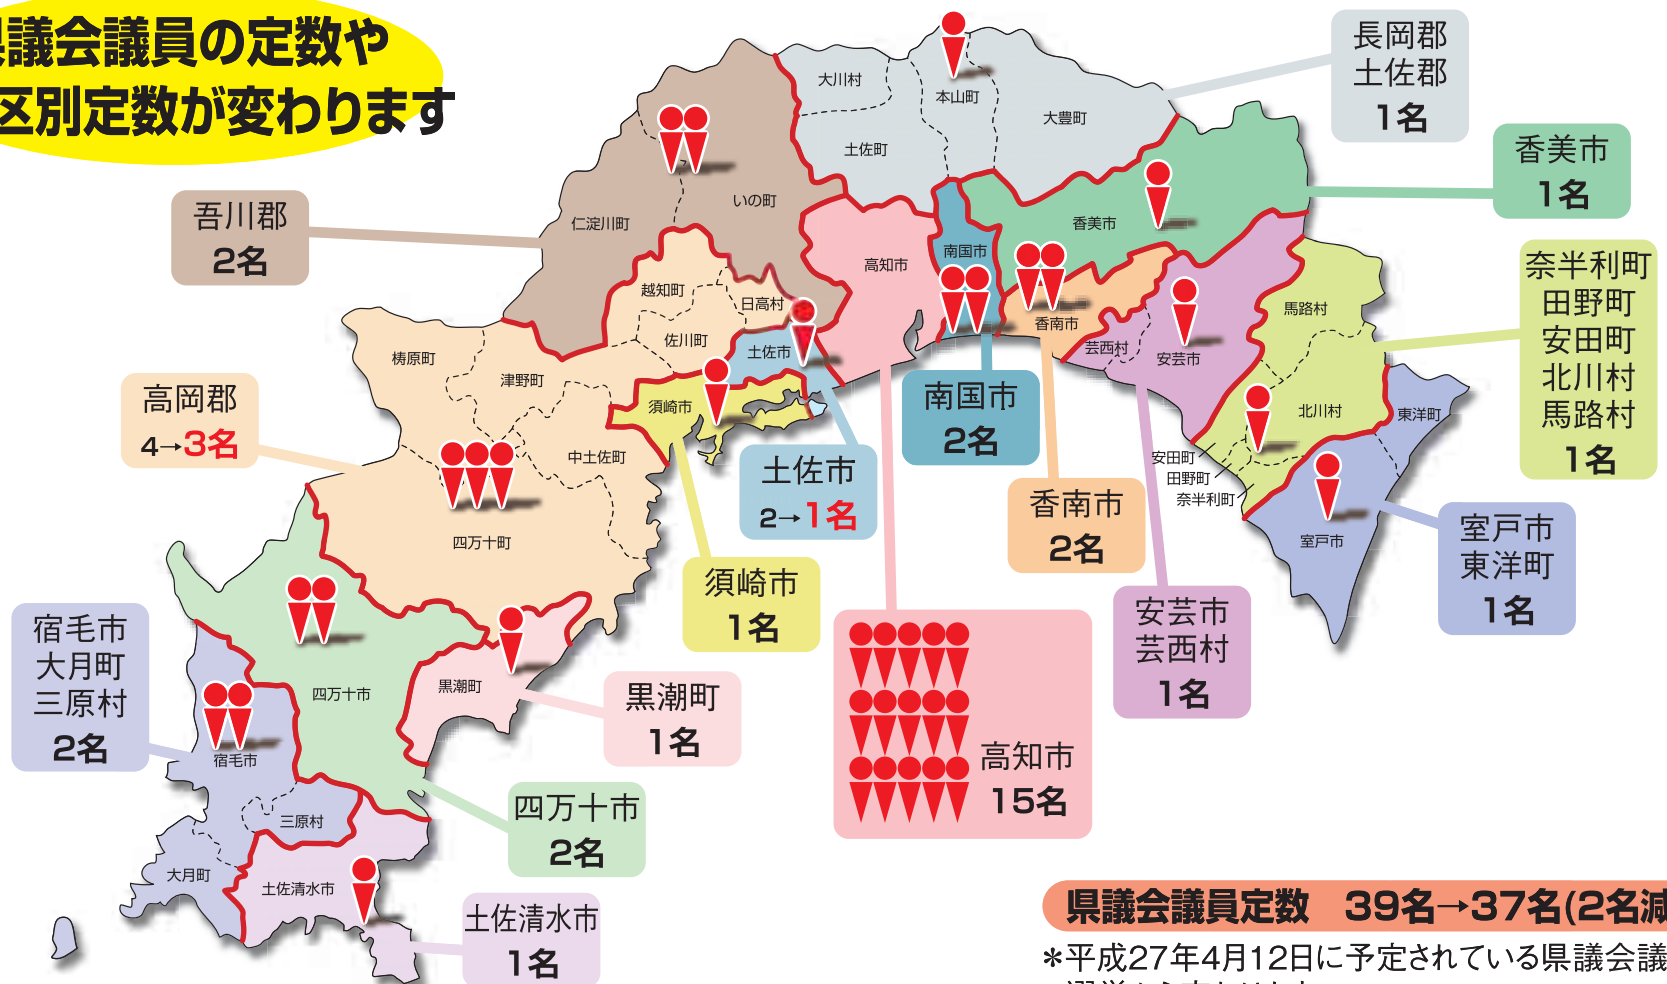 県議会議員の定数や
区別定数が変わります
長岡郡
土佐郡
1名
香美市
1名
奈半利町
田野町
安田町
北川村
馬路村
1名
室戸市
東洋町
1名
安芸市
芸西村
1名
香南市
2名
南国市
2名
高知市
15名
土佐市
2→1名
須崎市
1名
黒潮町
1名
四万十市
2名
土佐清水市
1名
宿毛市
大月町
三原村
2名
高岡郡
4→3名
吾川郡
2名
大川村
本山町
大豊町
土佐町
いの町
仁淀川町
香美市
南国市
高知市
越知町
日高村
佐川町
土佐市
香南市
芸西村
安芸市
馬路村
北川村
東洋町
安田町
田野町
奈半利町
室戸市
梼原町
津野町
須崎市
中土佐町
四万十町
四万十市
黒潮町
宿毛市
三原村
大月町
土佐清水市
県議会議員定数 39名→37名(2名減
*平成27年4月12日に予定されている県議会議